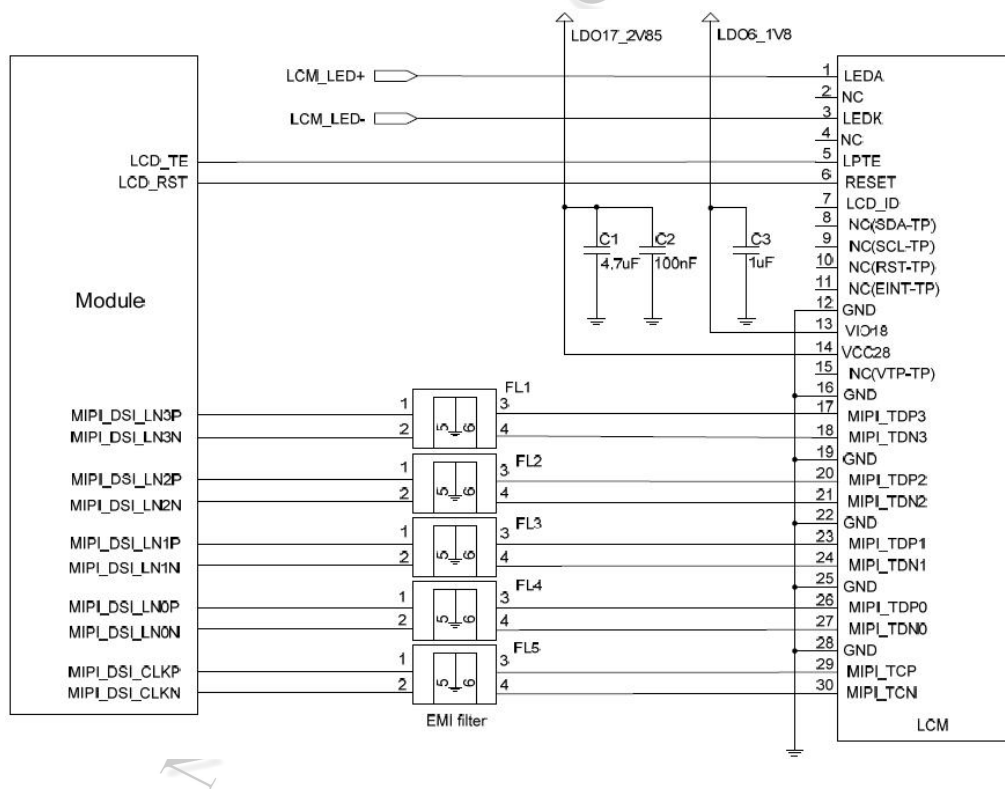 LDO17_2V85
LDO6_1V8
LCM_LED+
1 LEDA
2 NC
LCM_LED-
3 LEDK
4 NC
LCD_TE
5 LPTE
LCD_RST
6 RESET
7 LCD_ID
8 NC(SDA-TP)
C1 C2 C3
9 NC(SCL-TP)
4.7uF 100nF 1uF
10 NC(RST-TP)
11 NC(EINT-TP)
Module
12 GND
13 VIO18
14 VCC28
15 NC(VTP-TP)
FL1
16 GND
MIPI_DSI_LN3P 1 5 6 3 17 MIPI_TDP3
MIPI_DSI_LN3N 2 4 18 MIPI_TDN3
FL2
19 GND
MIPI_DSI_LN2P 1 5 6 3 20 MIPI_TDP2
MIPI_DSI_LN2N 2 4 21 MIPI_TDN2
FL3
22 GND
MIPI_DSI_LN1P 1 5 6 3 23 MIPI_TDP1
MIPI_DSI_LN1N 2 4 24 MIPI_TDN1
FL4
25 GND
MIPI_DSI_LN0P 1 5 6 3 26 MIPI_TDP0
MIPI_DSI_LN0N 2 4 27 MIPI_TDN0
FL5
28 GND
MIPI_DSI_CLKP 1 5 6 3 29 MIPI_TCP
MIPI_DSI_CLKN 2 4 30 MIPI_TCN
EMI filter
LCM